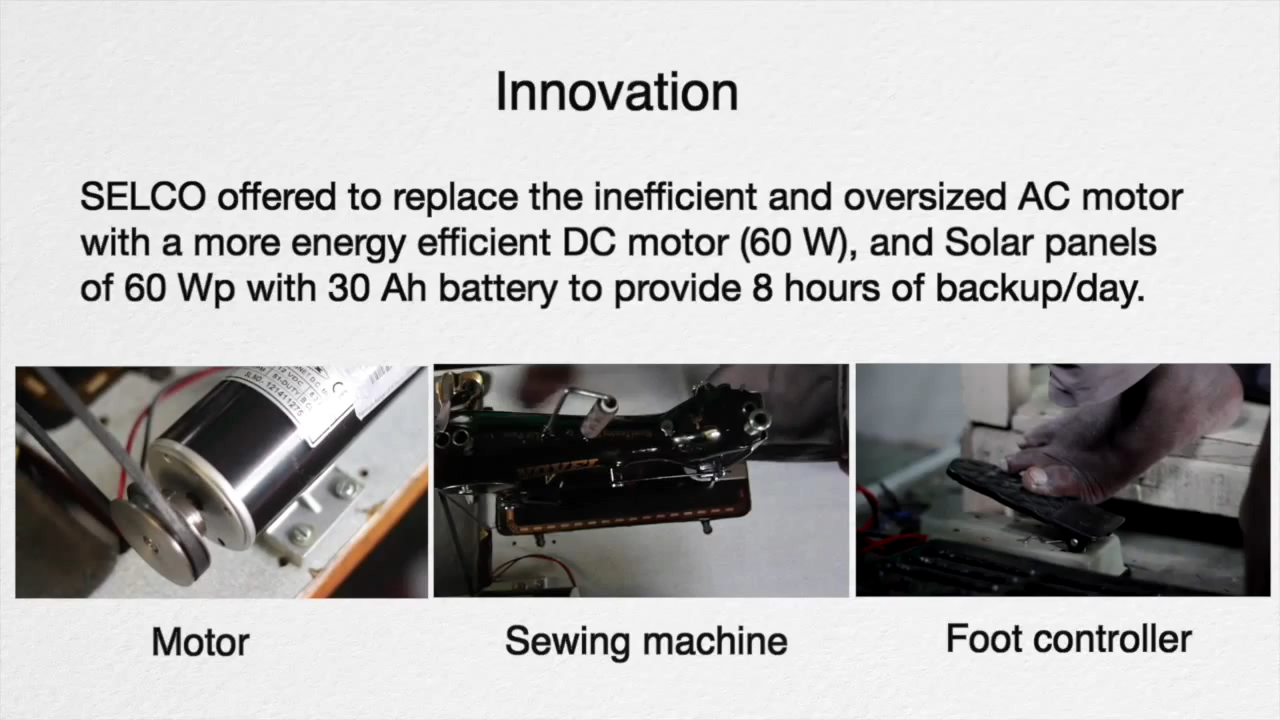 Innovation
SELCO offered to replace the inefficient and oversized AC motor
with a more energy efficient DC motor (60 W), and Solar panels
of 60 Wp with 30 Ah battery to provide 8 hours of backup/day.
Motor
Sewing machine
Foot controller